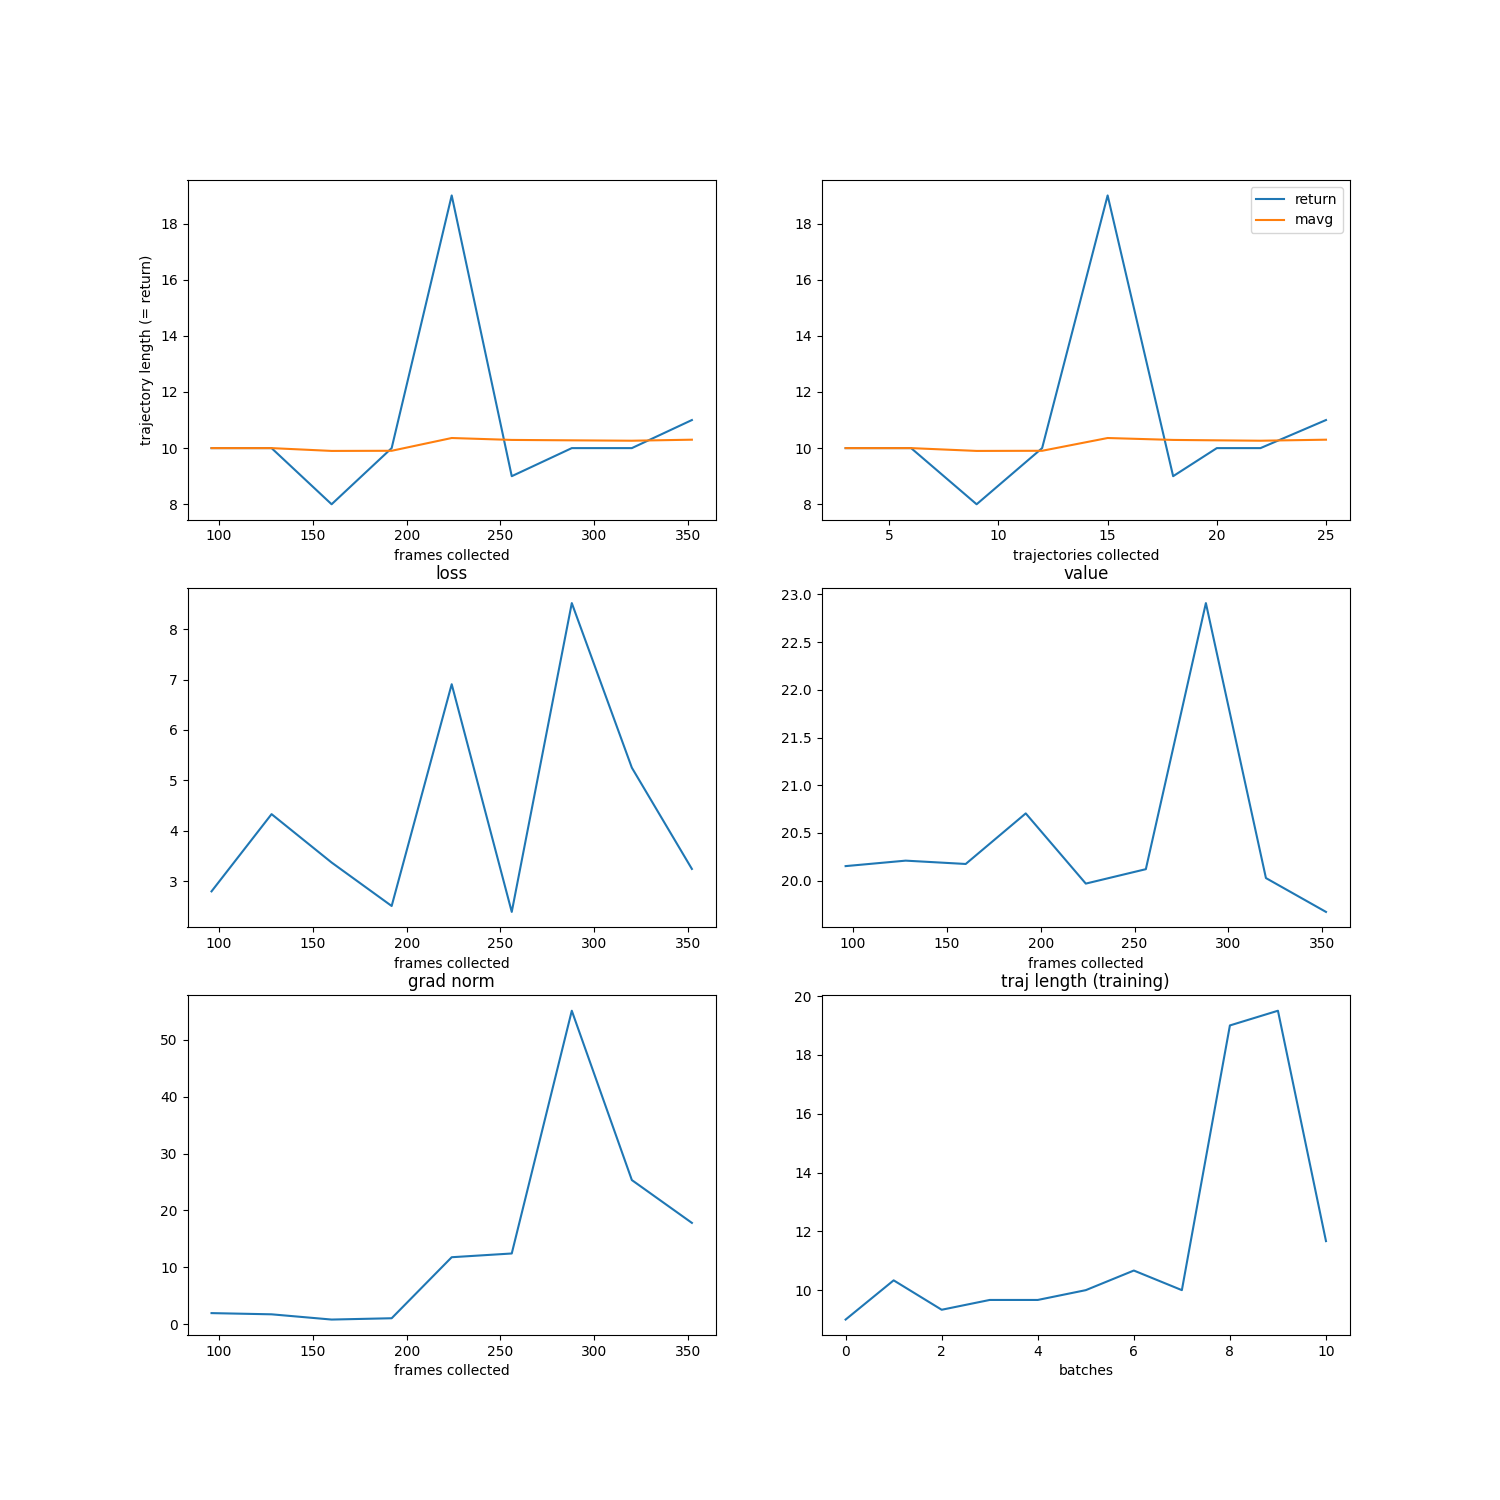 18
16
14
12
10
8
trajectory length (= return)
100 150 200 250 300 350
frames collected
18
16
14
12
10
8
return
mavg
5 10 15 20 25
trajectories collected
loss
8
7
6
5
4
3
100 150 200 250 300 350
frames collected
value
23.0
22.5
22.0
21.5
21.0
20.5
20.0
100 150 200 250 300 350
frames collected
grad norm
50
40
30
20
10
0
100 150 200 250 300 350
frames collected
traj length (training)
20
18
16
14
12
10
0 2 4 6 8 10
batches